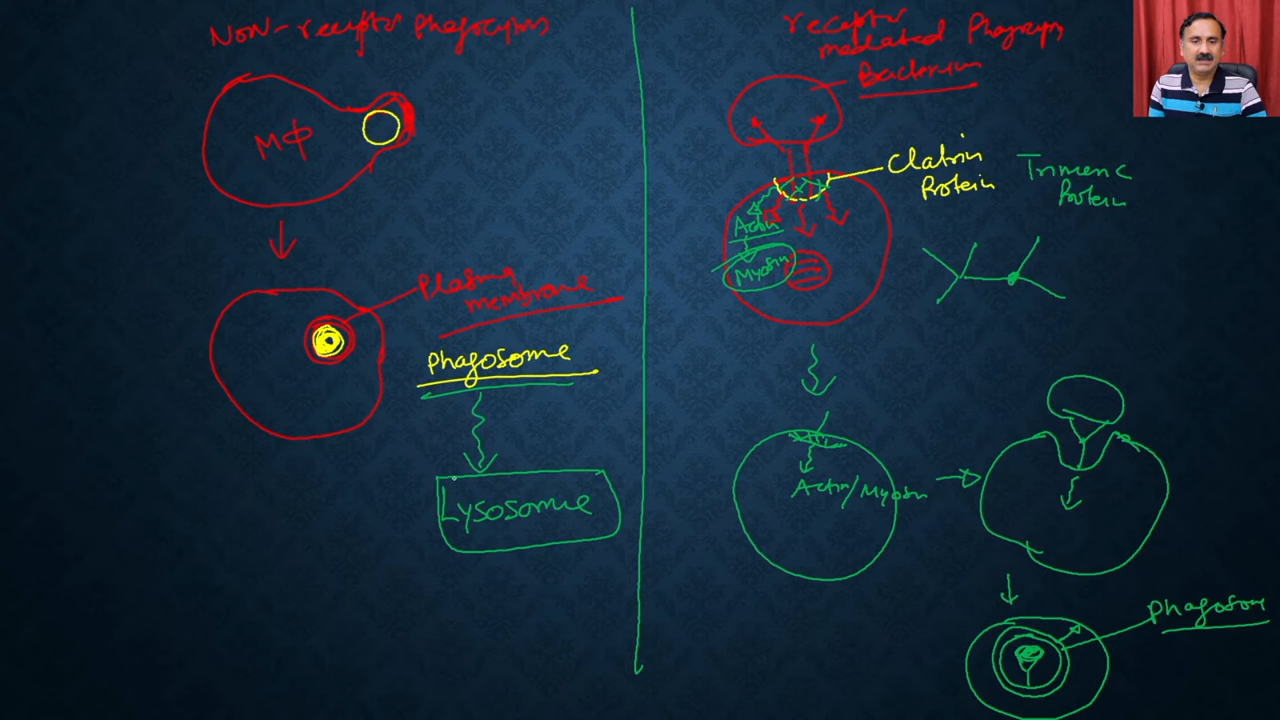 Non-receptor phagocytosis
MΦ
Plasma
membrane
Phagosome
Lysosome
receptor
mediated Phagocytosis
Bacterium
Clatrin
Protein
Trimeric
Protein
Actin
Myosin
Actin/Myosin
Phagosome